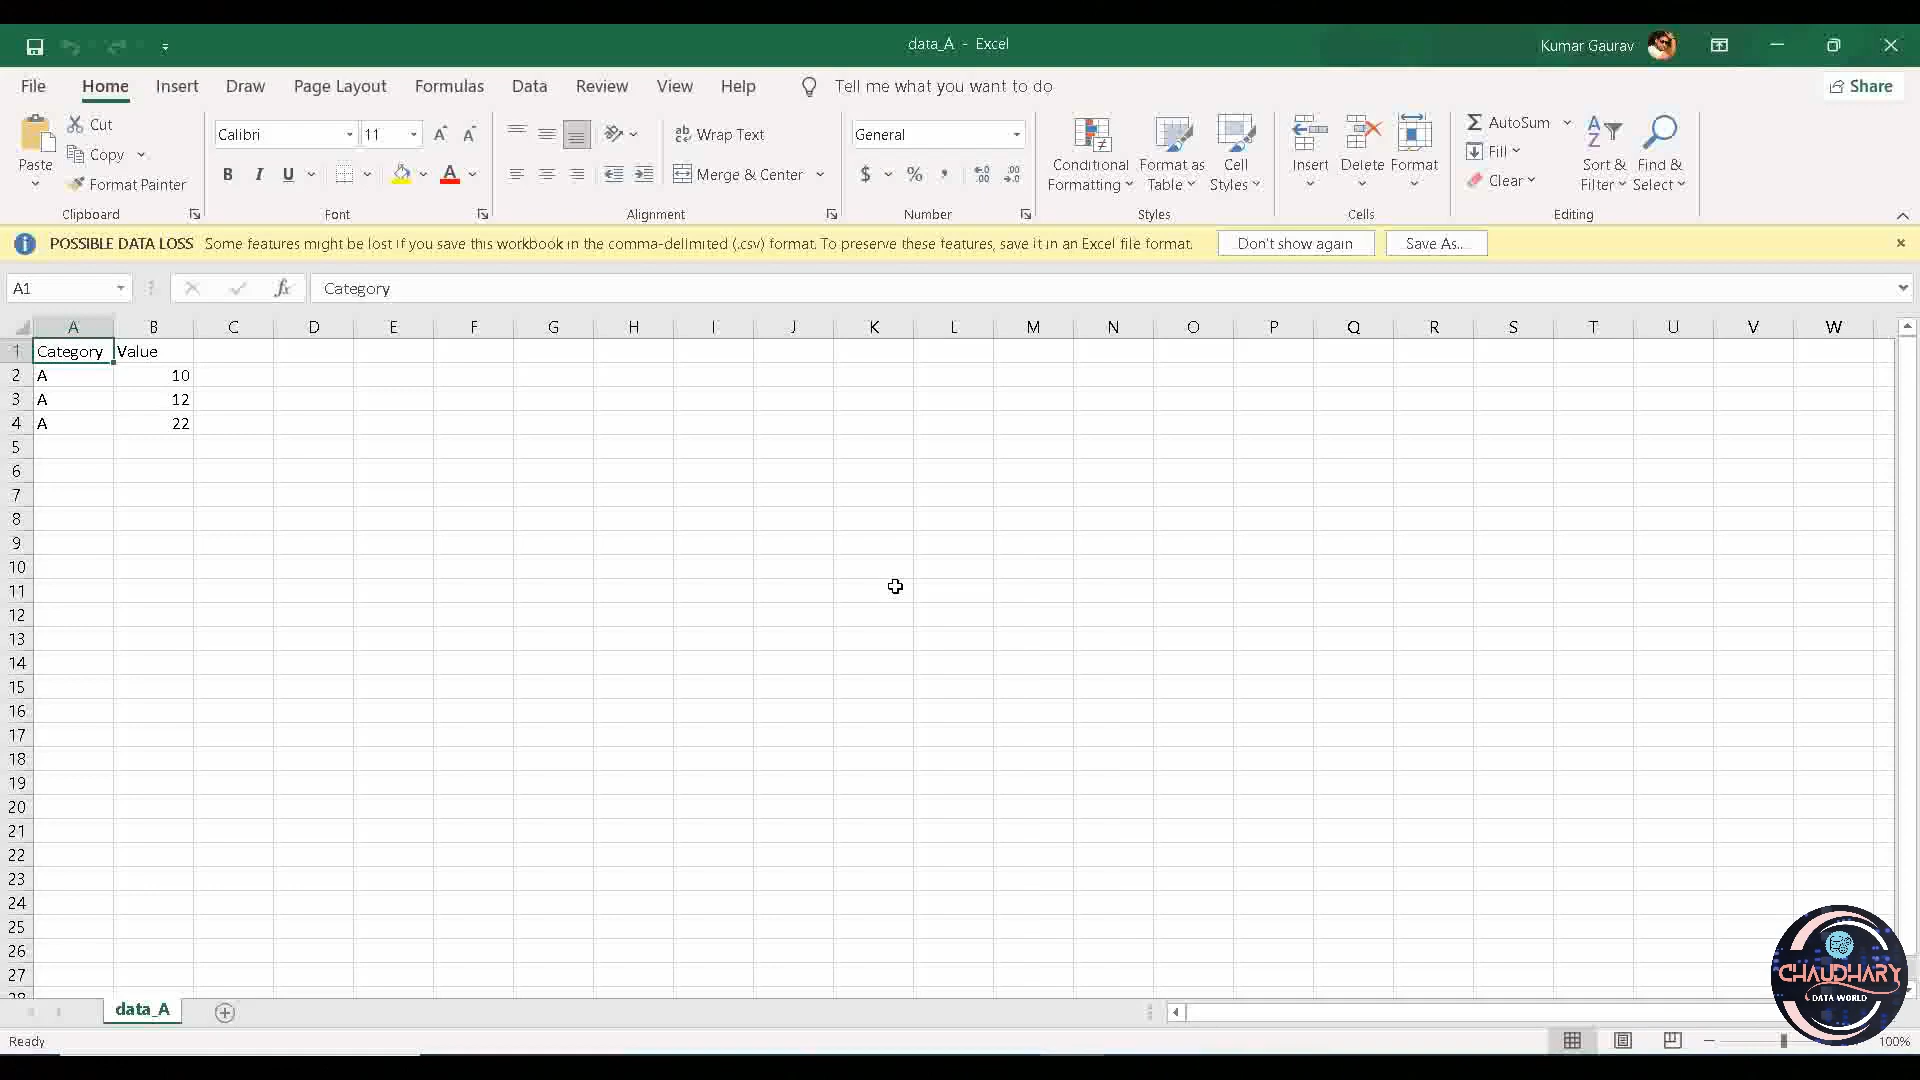 data_A - Excel
Kumar Gaurav
File Home Insert Draw Page Layout Formulas Data Review View Help Tell me what you want to do Share
Paste
Cut
Copy
Format Painter
Clipboard
Calibri 11
B I U
Font
Wrap Text
Merge & Center
Alignment
General
$ % ,
Number
Conditional Formatting
Format as Table
Cell Styles
Styles
Insert Delete Format
Cells
AutoSum
Fill
Clear
Sort & Filter
Find & Select
Editing
POSSIBLE DATA LOSS Some features might be lost if you save this workbook in the comma-delimited (.csv) format. To preserve these features, save it in an Excel file format. Don't show again Save As...
A1 fx Category
A B C D E F G H I J K L M N O P Q R S T U V W
1 Category Value
2 A 10
3 A 12
4 A 22
5
6
7
8
9
10
11
12
13
14
15
16
17
18
19
20
21
22
23
24
25
26
27
28
CHAUDHARY
DATA WORLD
data_A
Ready
100%